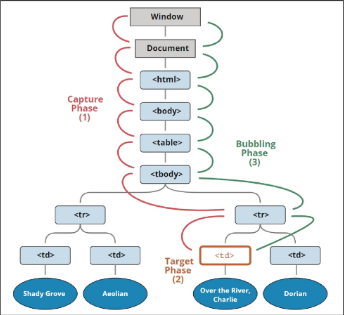 Window
Document
<html>
Capture
Phase
(1)
<body>
<table>
Bubbling
Phase
(3)
<tbody>
<tr>
<tr>
<td>
<td>
<td>
<td>
Target
Phase
(2)
Shady Grove
Aeolian
Over the River,
Charlie
Dorian